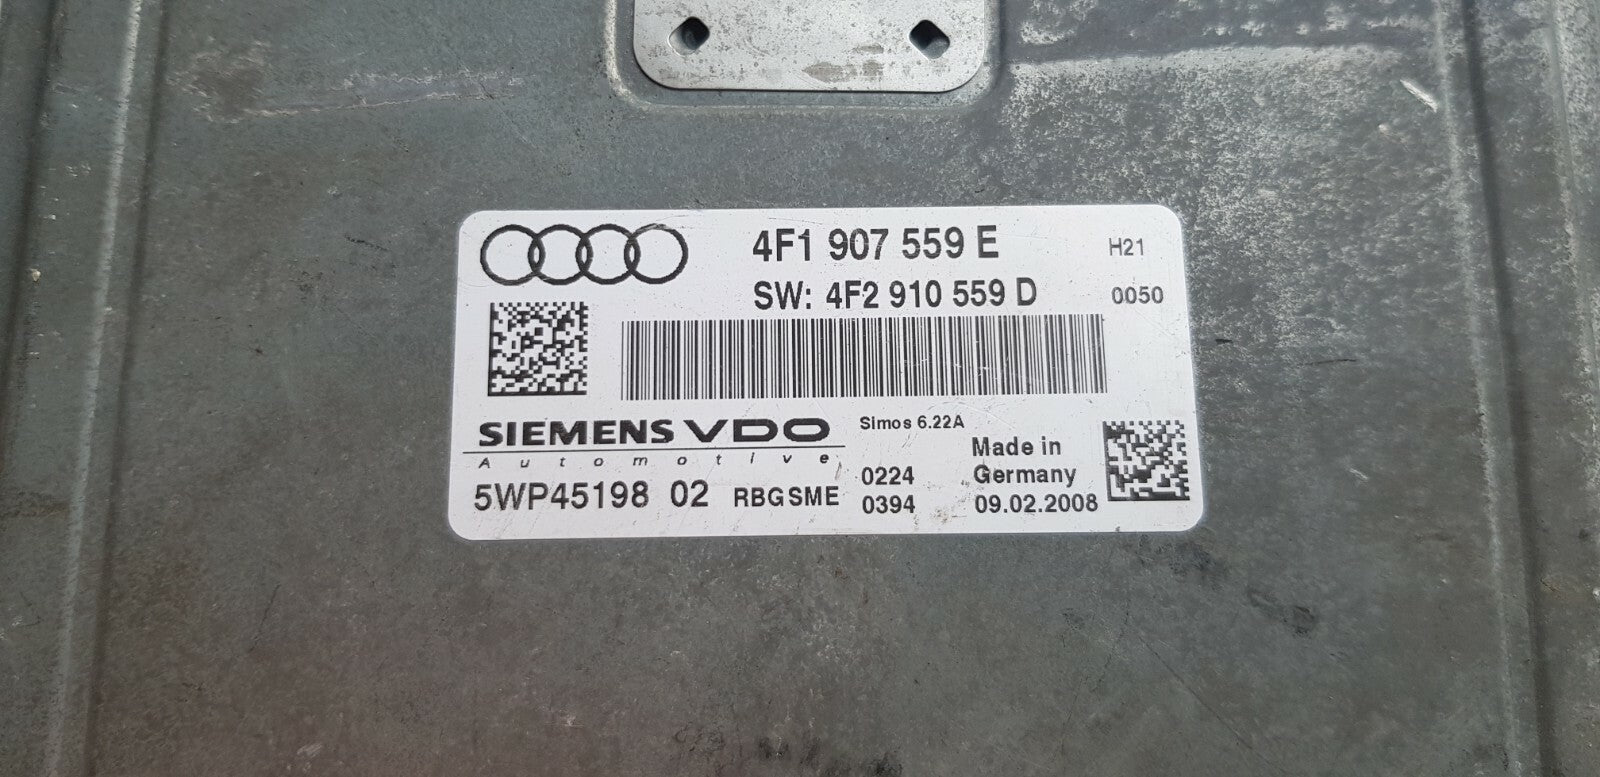 4F1 907 559 E H21
SW: 4F2 910 559 D 0050
SIEMENS VDO Simos 6.22A
Automotive
Made in
0224 Germany
5WP45198 02 RBGSME 0394 09.02.2008